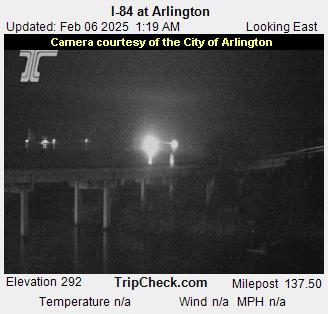 I-84 at Arlington
Updated: Feb 06 2025 1:19 AM Looking East
Camera courtesy of the City of Arlington
Elevation 292 TripCheck.com Milepost 137.50
Temperature n/a Wind n/a MPH n/a